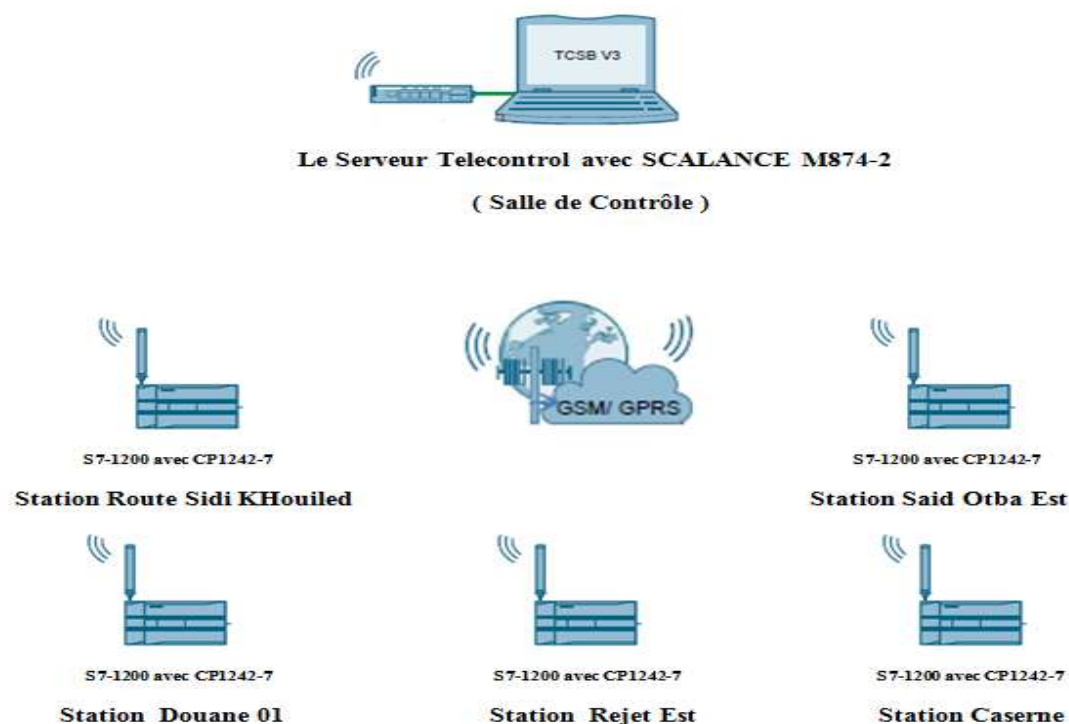 TCSB V3
Le Serveur Telecontrol avec SCALANCE M874-2
( Salle de Contrôle )
GSM/ GPRS
S7-1200 avec CP1242-7
Station Route Sidi KHouiled
S7-1200 avec CP1242-7
Station Said Otba Est
S7-1200 avec CP1242-7
Station Douane 01
S7-1200 avec CP1242-7
Station Rejet Est
S7-1200 avec CP1242-7
Station Caserne